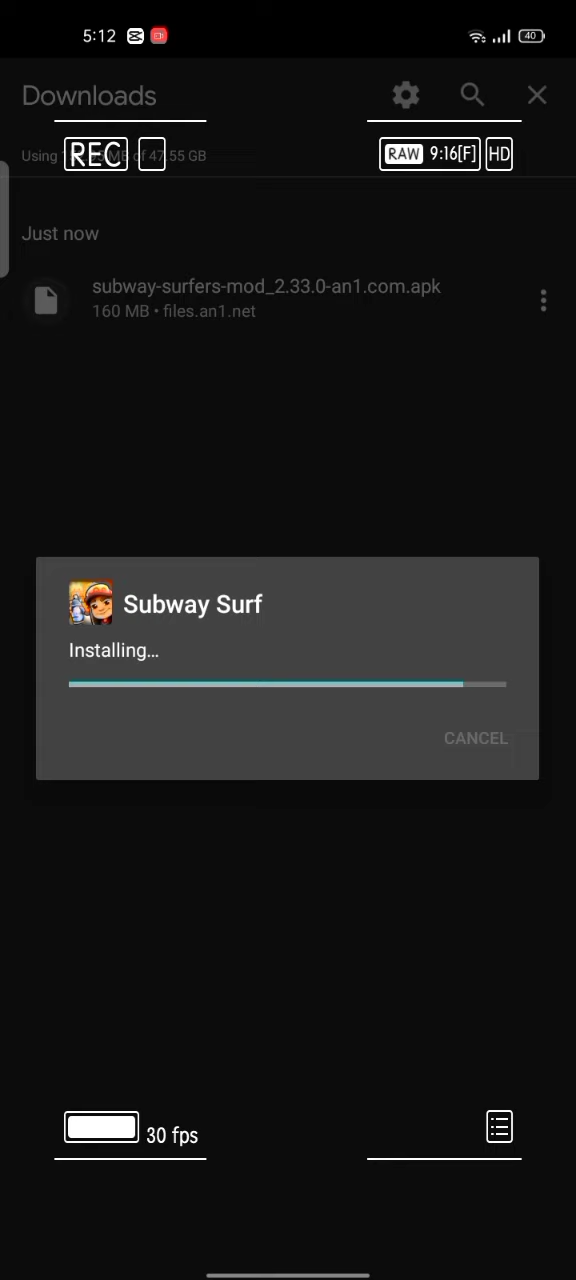 5:12
40
Downloads
REC
RAW 9:16[F] HD
Using MB of 47.55 GB
Just now
subway-surfers-mod_2.33.0-an1.com.apk
160 MB • files.an1.net
Subway Surf
Installing...
CANCEL
30 fps